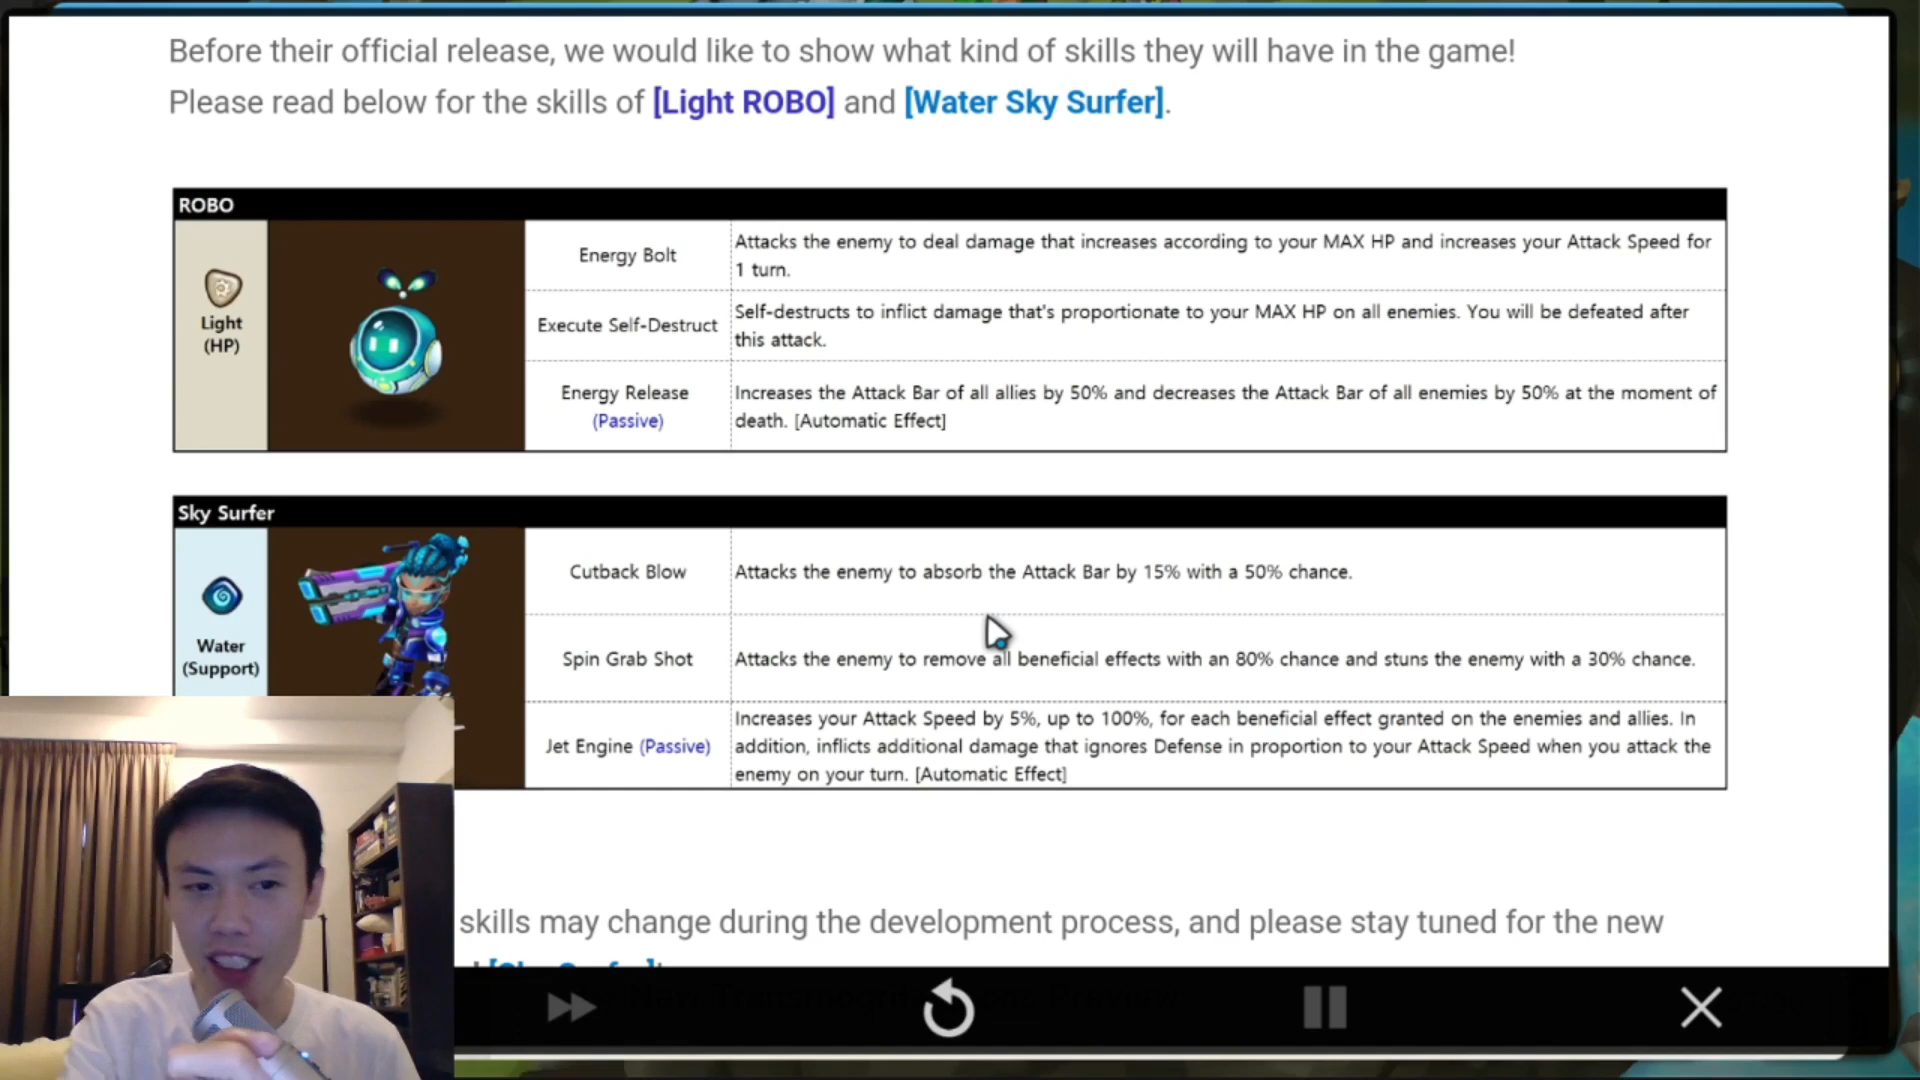 Before their official release, we would like to show what kind of skills they will have in the game!
Please read below for the skills of [Light ROBO] and [Water Sky Surfer].
ROBO
Light
(HP)
Energy Bolt
Attacks the enemy to deal damage that increases according to your MAX HP and increases your Attack Speed for
1 turn.
Execute Self-Destruct
Self-destructs to inflict damage that's proportionate to your MAX HP on all enemies. You will be defeated after
this attack.
Energy Release
(Passive)
Increases the Attack Bar of all allies by 50% and decreases the Attack Bar of all enemies by 50% at the moment of
death. [Automatic Effect]
Sky Surfer
Water
(Support)
Cutback Blow
Attacks the enemy to absorb the Attack Bar by 15% with a 50% chance.
Spin Grab Shot
Attacks the enemy to remove all beneficial effects with an 80% chance and stuns the enemy with a 30% chance.
Jet Engine (Passive)
Increases your Attack Speed by 5%, up to 100%, for each beneficial effect granted on the enemies and allies. In
addition, inflicts additional damage that ignores Defense in proportion to your Attack Speed when you attack the
enemy on your turn. [Automatic Effect]
skills may change during the development process, and please stay tuned for the new